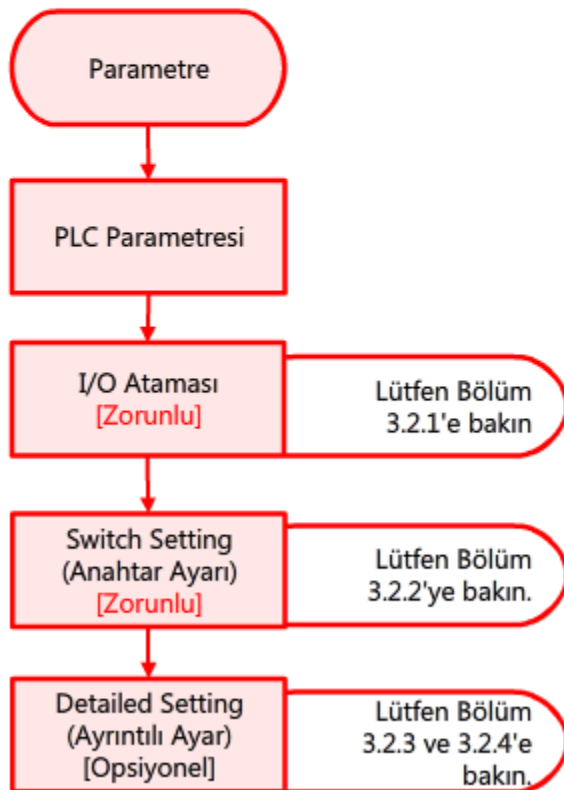 Parametre
PLC Parametresi
I/O Ataması
[Zorunlu]
Lütfen Bölüm
3.2.1'e bakın
Switch Setting
(Anahtar Ayarı)
[Zorunlu]
Lütfen Bölüm
3.2.2'ye bakın.
Detailed Setting
(Ayrıntılı Ayar)
[Opsiyonel]
Lütfen Bölüm
3.2.3 ve 3.2.4'e
bakın.